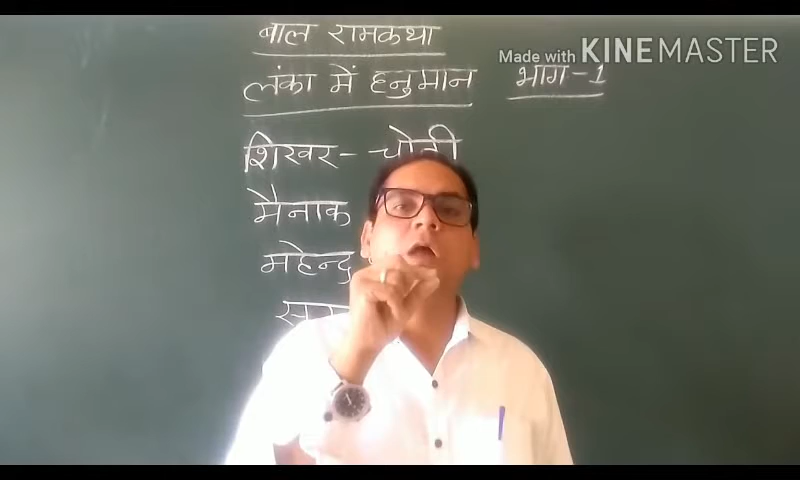 बाल रामकथा
Made with KINEMASTER
लंका में हनुमान भाग-1
शिखर - चोटी
मैनाक
महेन्द्र